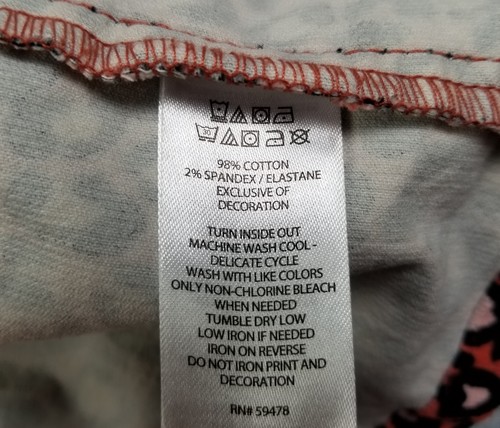 30
98% COTTON
2% SPANDEX / ELASTANE
EXCLUSIVE OF
DECORATION
TURN INSIDE OUT
MACHINE WASH COOL -
DELICATE CYCLE
WASH WITH LIKE COLORS
ONLY NON-CHLORINE BLEACH
WHEN NEEDED
TUMBLE DRY LOW
LOW IRON IF NEEDED
IRON ON REVERSE
DO NOT IRON PRINT AND
DECORATION
RN# 59478